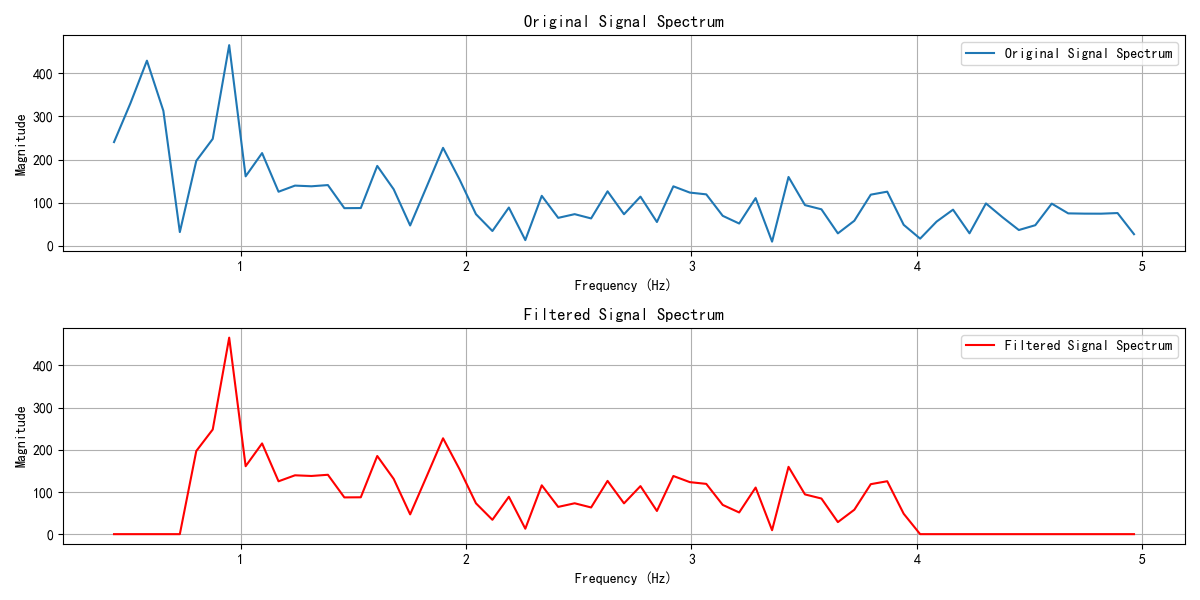 Original Signal Spectrum
Original Signal Spectrum
Magnitude
400
300
200
100
0
1 2 3 4 5
Frequency (Hz)
Filtered Signal Spectrum
Filtered Signal Spectrum
Magnitude
400
300
200
100
0
1 2 3 4 5
Frequency (Hz)